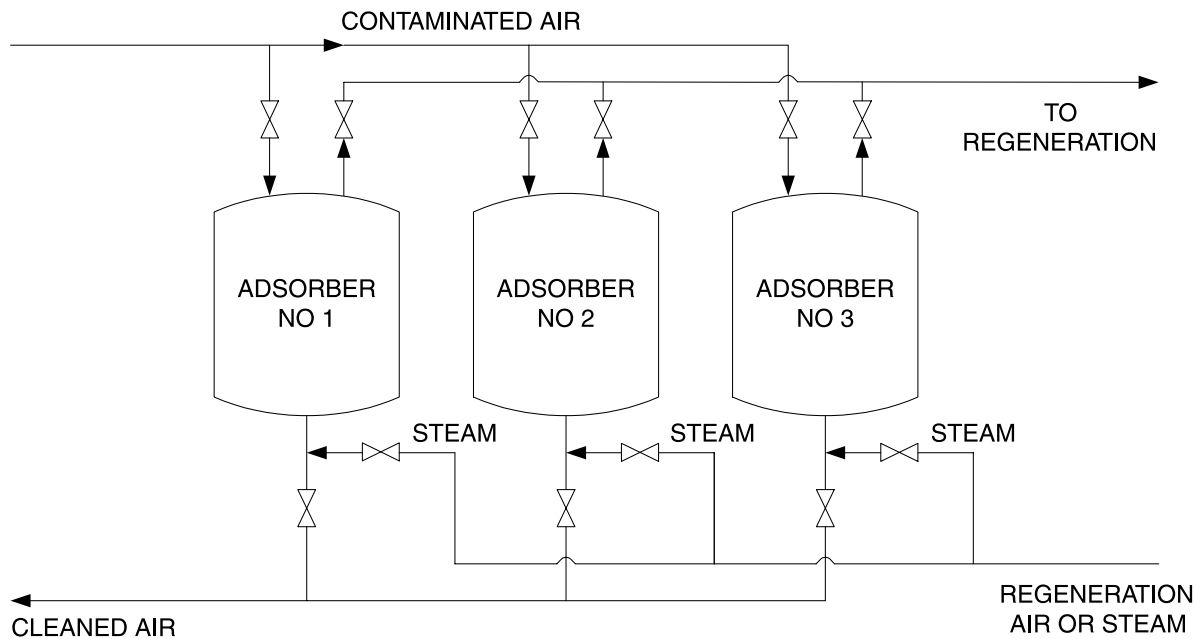 CONTAMINATED AIR
TO
REGENERATION
ADSORBER
NO 1
ADSORBER
NO 2
ADSORBER
NO 3
STEAM
STEAM
STEAM
CLEANED AIR
REGENERATION
AIR OR STEAM